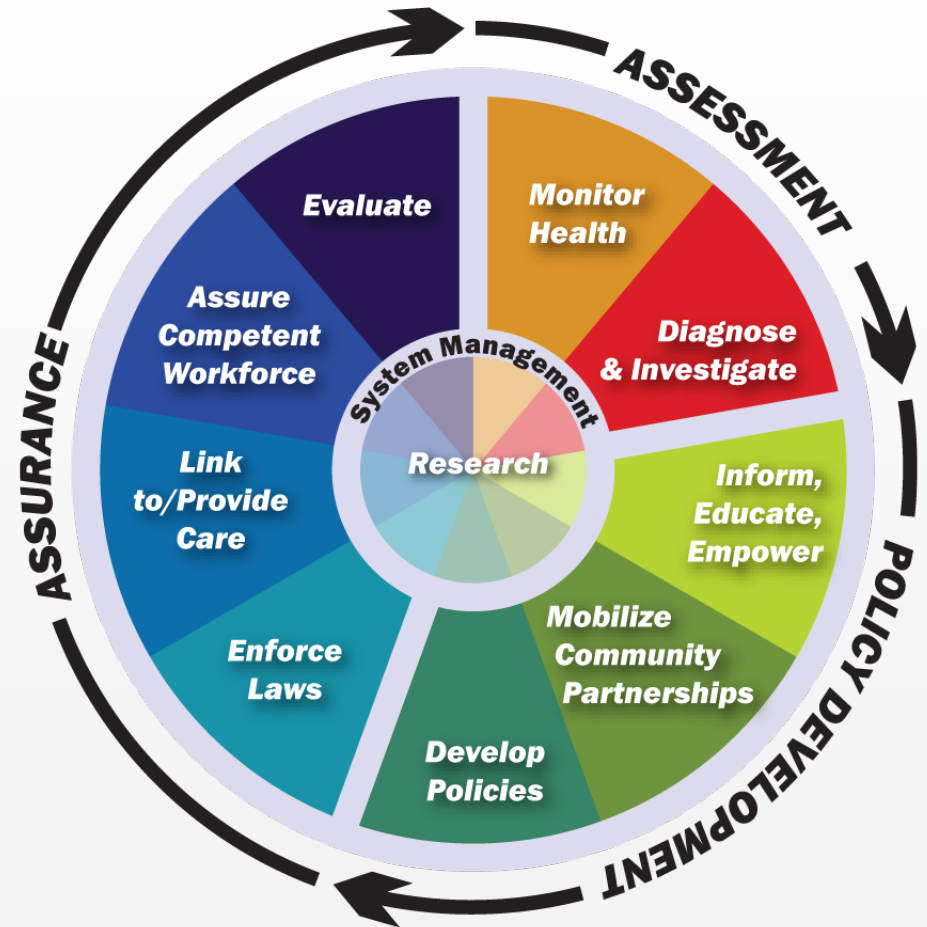 ASSESSMENT
Monitor
Health
Diagnose
& Investigate
POLICY DEVELOPMENT
Inform,
Educate,
Empower
Mobilize
Community
Partnerships
Develop
Policies
ASSURANCE
Enforce
Laws
Link
to/Provide
Care
Assure
Competent
Workforce
Evaluate
System Management
Research